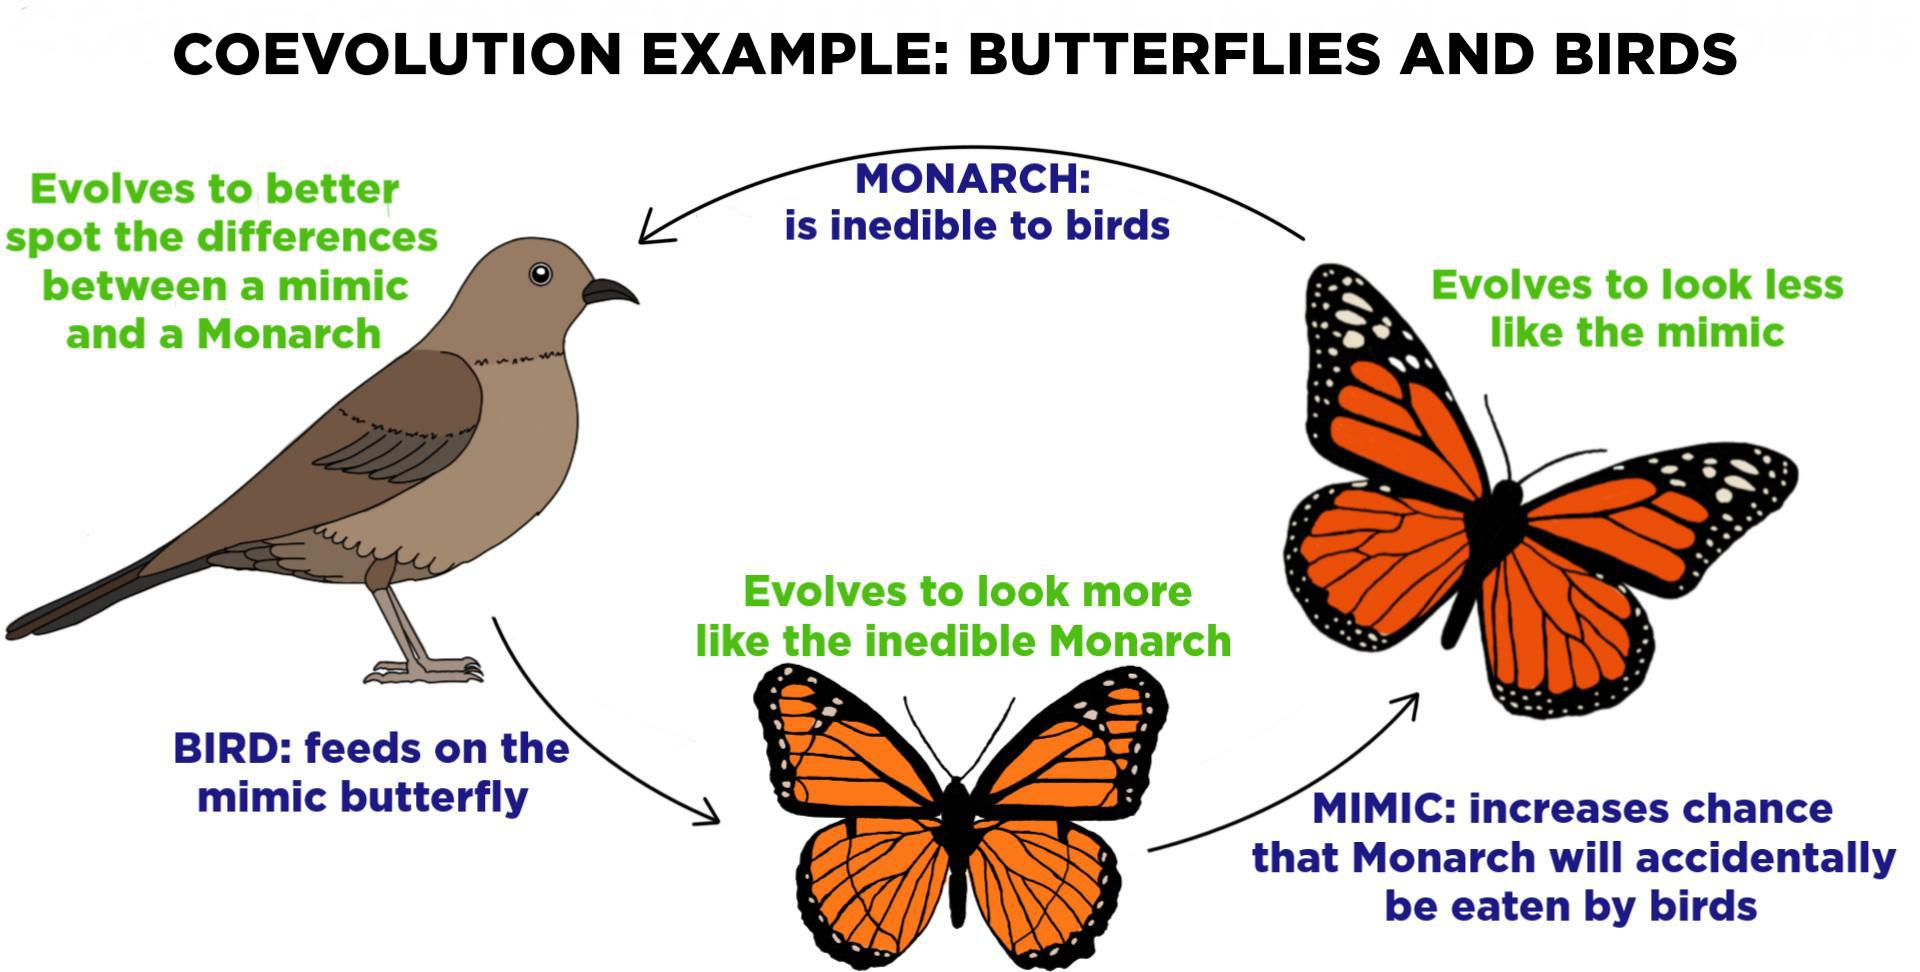 COEVOLUTION EXAMPLE: BUTTERFLIES AND BIRDS
Evolves to better
spot the differences
between a mimic
and a Monarch
MONARCH:
is inedible to birds
Evolves to look less
like the mimic
Evolves to look more
like the inedible Monarch
BIRD: feeds on the
mimic butterfly
MIMIC: increases chance
that Monarch will accidentally
be eaten by birds